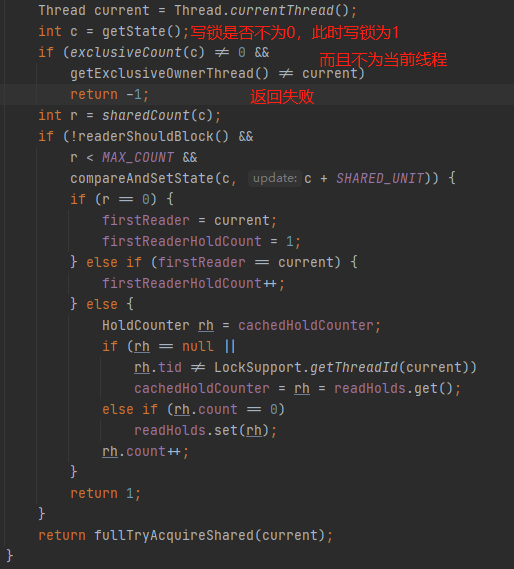 Thread current = Thread.currentThread();
int c = getState();写锁是否不为0，此时写锁为1
if (exclusiveCount(c) ≠ 0 && 而且不为当前线程
getExclusiveOwnerThread() ≠ current)
return -1; 返回失败
int r = sharedCount(c);
if (!readerShouldBlock() &&
r < MAX_COUNT &&
compareAndSetState(c, update: c + SHARED_UNIT)) {
if (r == 0) {
firstReader = current;
firstReaderHoldCount = 1;
} else if (firstReader == current) {
firstReaderHoldCount++;
} else {
HoldCounter rh = cachedHoldCounter;
if (rh == null ||
rh.tid ≠ LockSupport.getThreadId(current))
cachedHoldCounter = rh = readHolds.get();
else if (rh.count == 0)
readHolds.set(rh);
rh.count++;
}
return 1;
}
return fullTryAcquireShared(current);
}